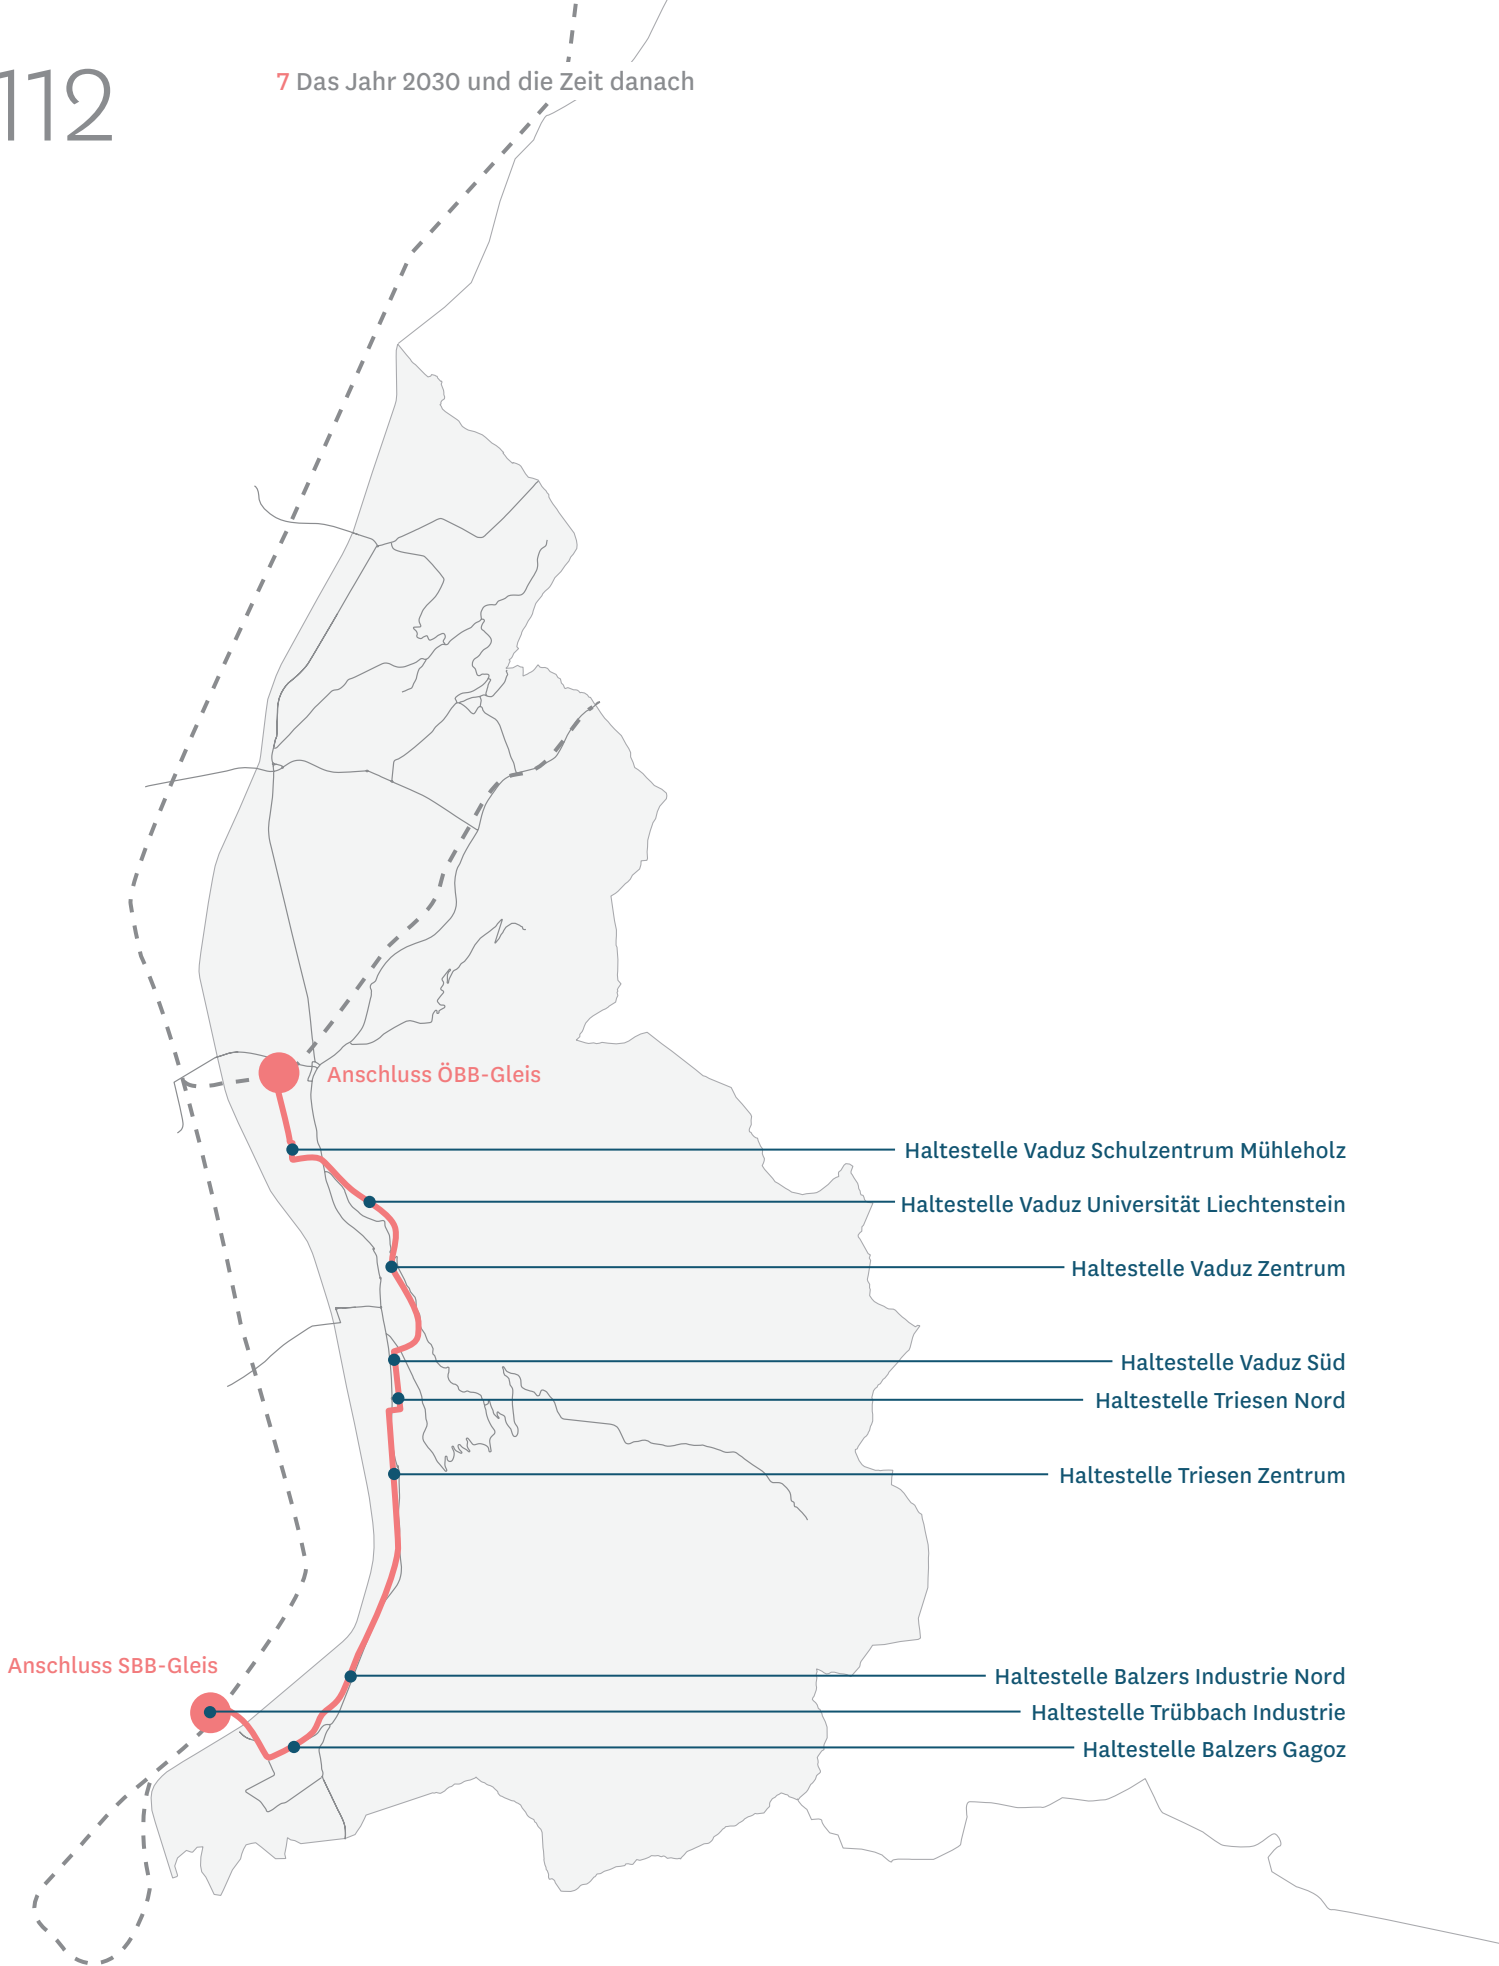 112
7 Das Jahr 2030 und die Zeit danach
Anschluss ÖBB-Gleis
Haltestelle Vaduz Schulzentrum Mühleholz
Haltestelle Vaduz Universität Liechtenstein
Haltestelle Vaduz Zentrum
Haltestelle Vaduz Süd
Haltestelle Triesen Nord
Haltestelle Triesen Zentrum
Anschluss SBB-Gleis
Haltestelle Balzers Industrie Nord
Haltestelle Trübbach Industrie
Haltestelle Balzers Gagoz